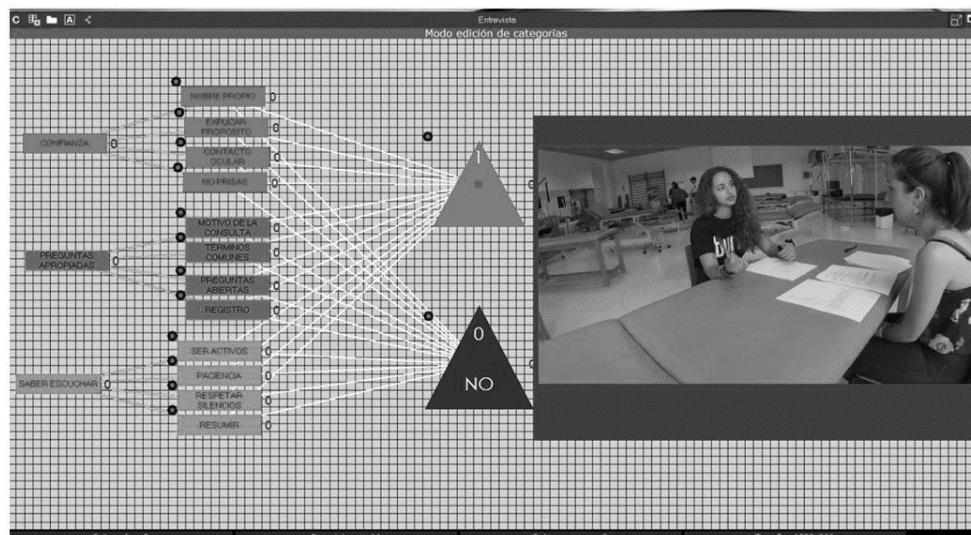 Entrevista
Modo edición de categorías
NOBRE PROPIO 0
EXPLICAR
PROPOSITO 0
CONFIANZA 0
CONTACTO
OCULAR 0
NO PRISAS 0
1
MOTIVO DE LA
CONSULTA 0
TÉRMINOS
COMUNES 0
PREGUNTAS
APROPIADAS 0
PREGUNTAS
ABIERTAS 0
REGISTRO 0
0
NO
SER ACTIVOS 0
PACIENCIA 0
SABER ESCUCHAR 0
RESPETAR
SILENCIOS 0
RESUMIR 0